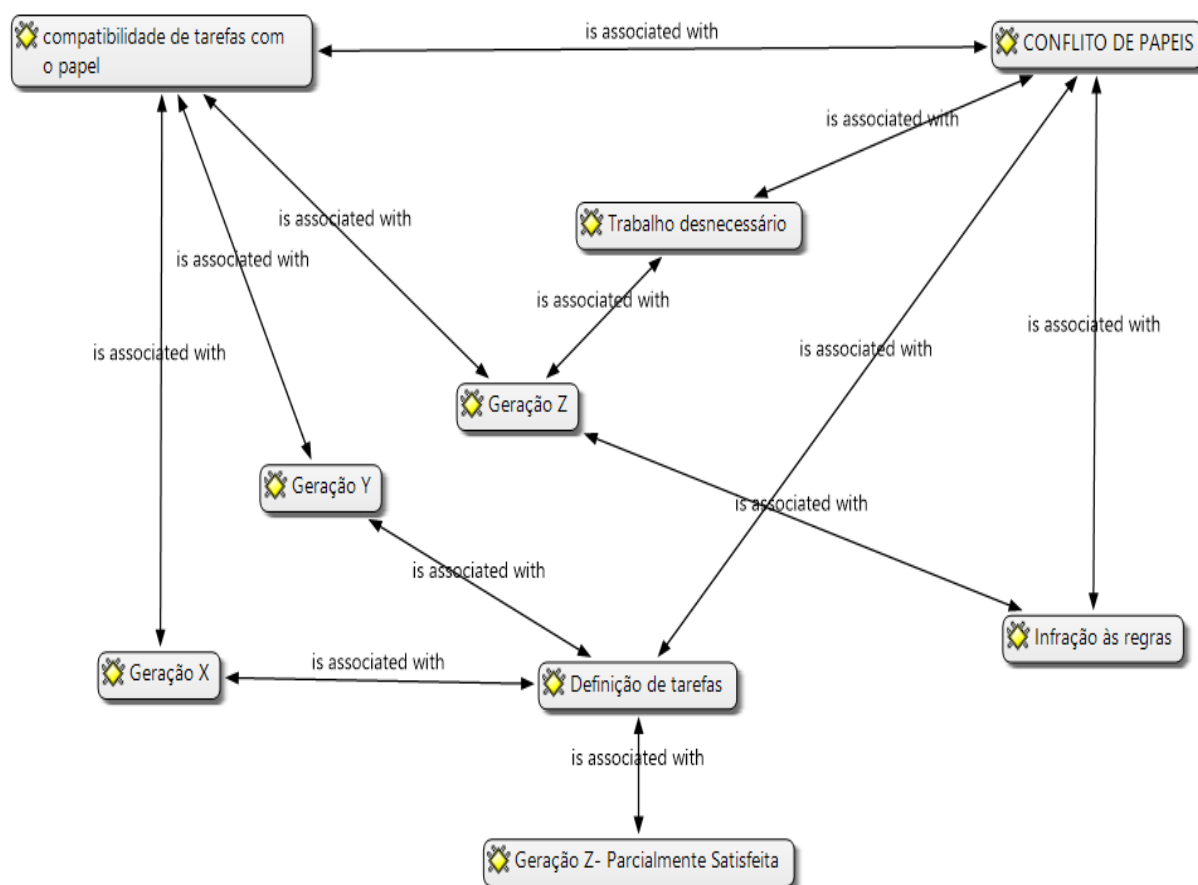 is associated with
compatibilidade de tarefas com
o papel
CONFLITO DE PAPEIS
is associated with
is associated with
Trabalho desnecessário
is associated with
is associated with
is associated with
is associated with
is associated with
is associated with
Geração Z
Geração Y
is associated with
is associated with
Infração às regras
is associated with
Geração X
Definição de tarefas
is associated with
Geração Z- Parcialmente Satisfeita